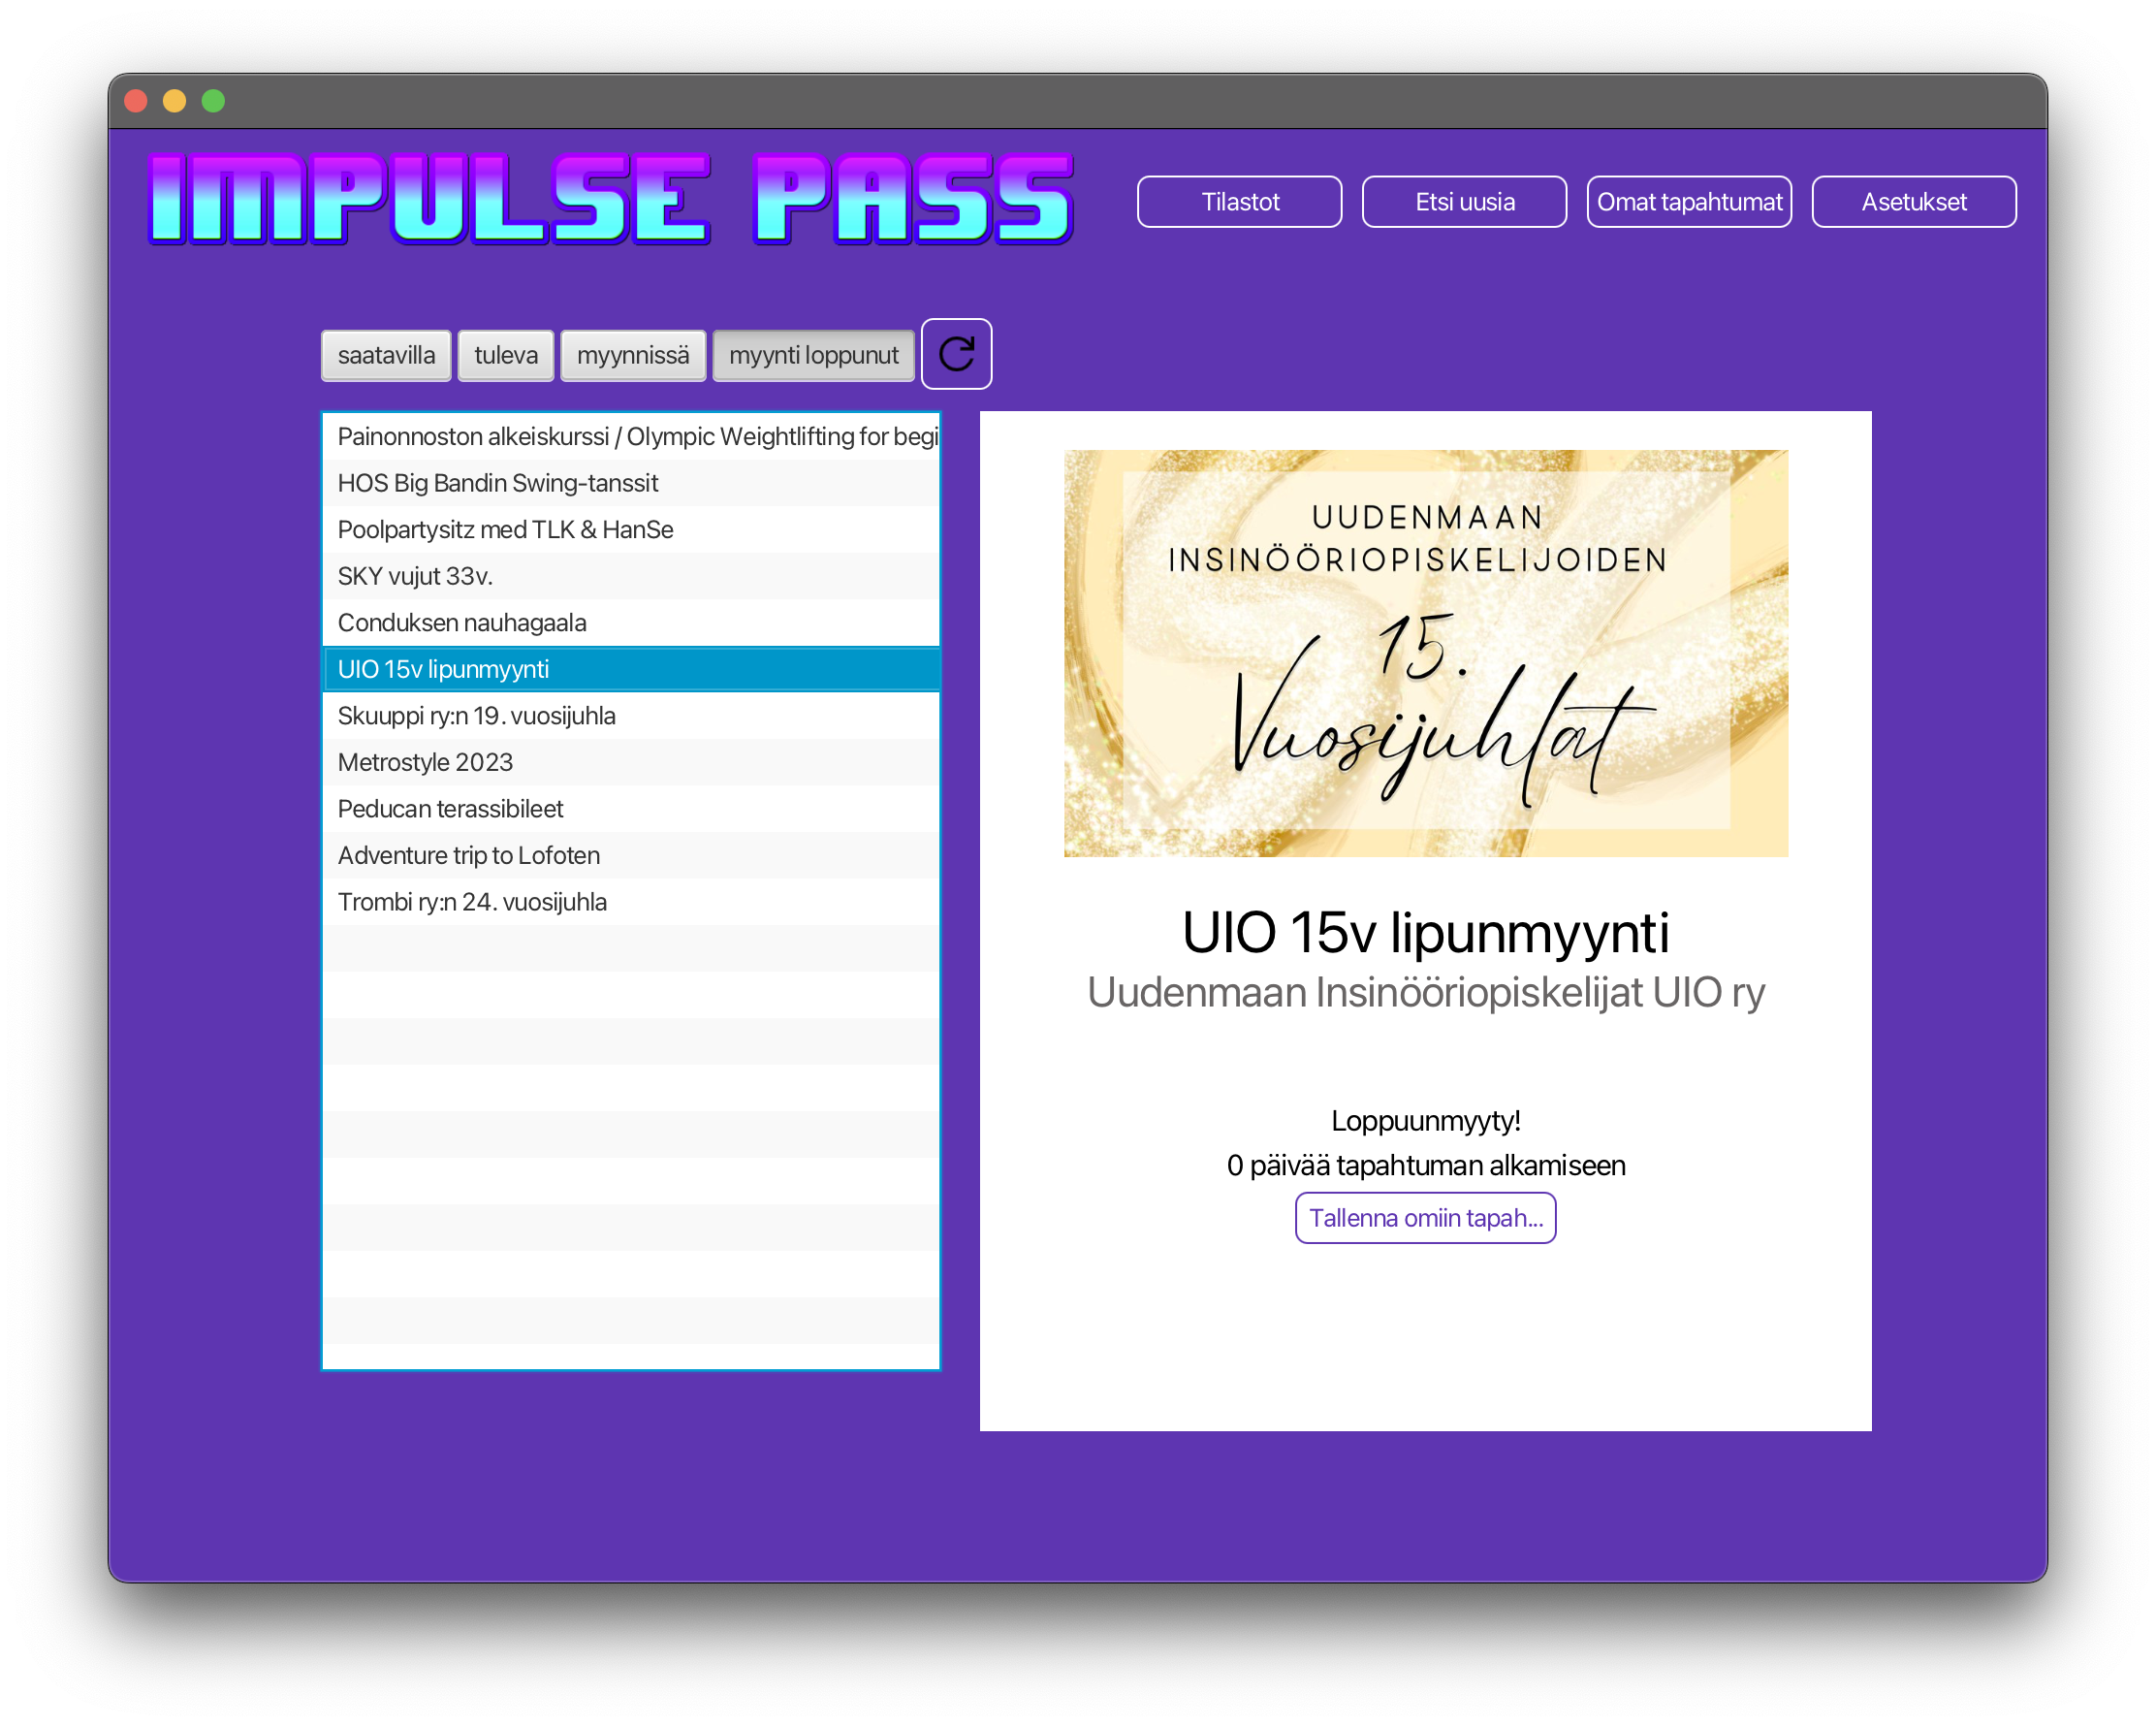 IMPULSE PASS
Tilastot
Etsi uusia
Omat tapahtumat
Asetukset
saatavilla
tuleva
myynnissä
myynti loppunut
Painonnoston alkeiskurssi / Olympic Weightlifting for begi
HOS Big Bandin Swing-tanssit
Poolpartysitz med TLK & HanSe
SKY vujut 33v.
Conduksen nauhagaala
UIO 15v lipunmyynti
Skuuppi ry:n 19. vuosijuhla
Metrostyle 2023
Peducan terassibileet
Adventure trip to Lofoten
Trombi ry:n 24. vuosijuhla
UUDENMAAN
INSINÖÖRIOPISKELIJOIDEN
15.
Vuosijuhlat
UIO 15v lipunmyynti
Uudenmaan Insinööriopiskelijat UIO ry
Loppuunmyyty!
0 päivää tapahtuman alkamiseen
Tallenna omiin tapah...